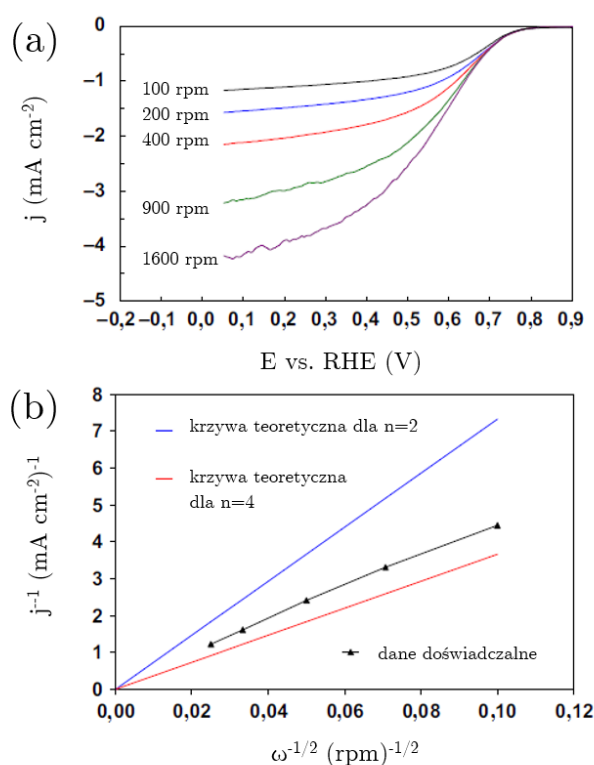 (a)
0
−1
−2
−3
−4
−5
j (mA cm⁻²)
100 rpm
200 rpm
400 rpm
900 rpm
1600 rpm
−0,2 −0,1 0,0 0,1 0,2 0,3 0,4 0,5 0,6 0,7 0,8 0,9
E vs. RHE (V)
(b)
8
7
6
5
4
3
2
1
0
j⁻¹ (mA cm⁻²)⁻¹
krzywa teoretyczna dla n=2
krzywa teoretyczna
dla n=4
dane doświadczalne
0,00 0,02 0,04 0,06 0,08 0,10 0,12
ω⁻¹/² (rpm)⁻¹/²